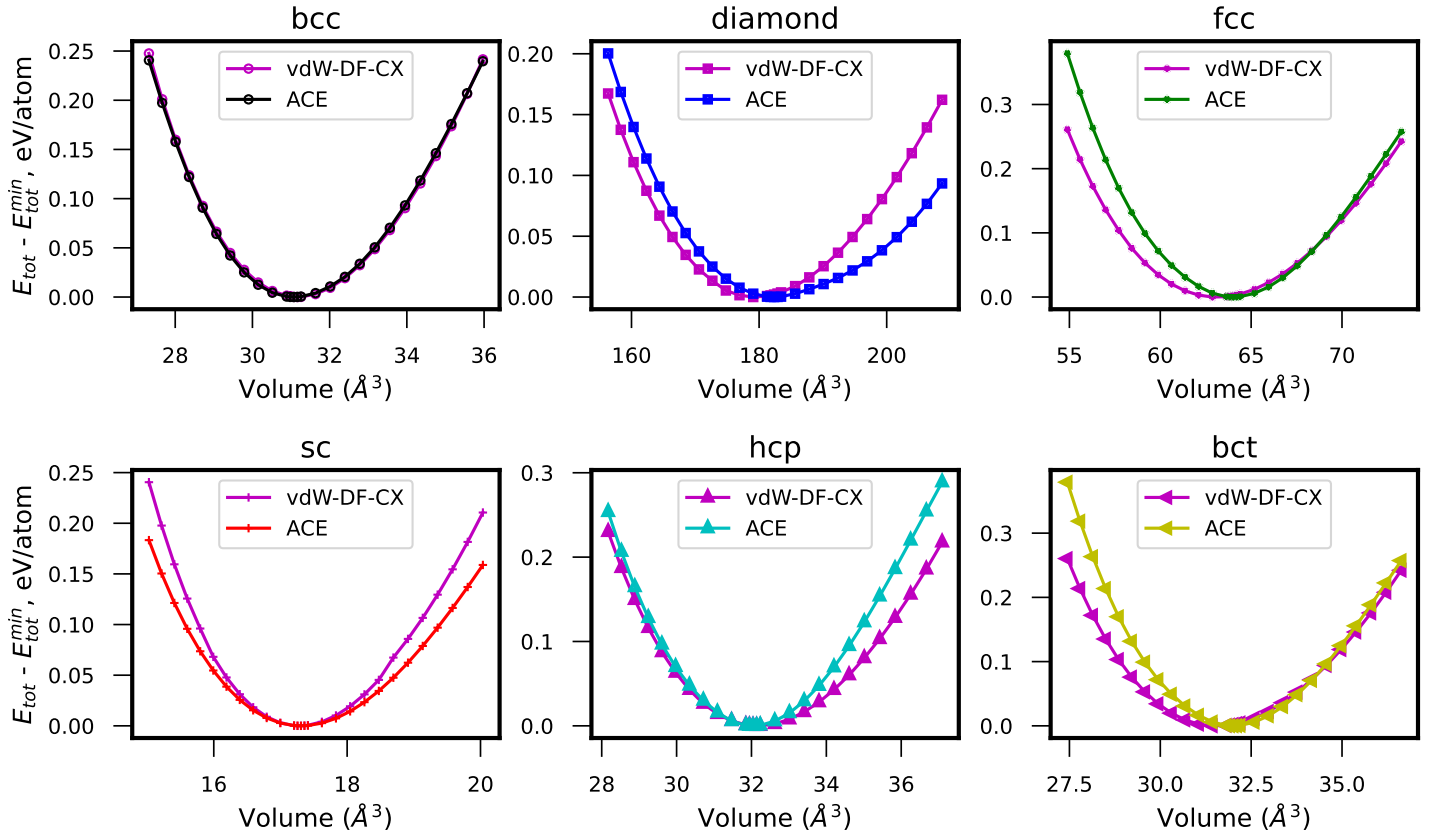 bcc
diamond
fcc
E_tot - E_tot^min, eV/atom
0.25
0.20
0.15
0.10
0.05
0.00
vdW-DF-CX
ACE
28 30 32 34 36
Volume (Å³)
0.20
0.15
0.10
0.05
0.00
vdW-DF-CX
ACE
160 180 200
Volume (Å³)
0.3
0.2
0.1
0.0
vdW-DF-CX
ACE
55 60 65 70
Volume (Å³)
sc
hcp
bct
E_tot - E_tot^min, eV/atom
0.25
0.20
0.15
0.10
0.05
0.00
vdW-DF-CX
ACE
16 18 20
Volume (Å³)
0.3
0.2
0.1
0.0
vdW-DF-CX
ACE
28 30 32 34 36
Volume (Å³)
0.3
0.2
0.1
0.0
vdW-DF-CX
ACE
27.5 30.0 32.5 35.0
Volume (Å³)